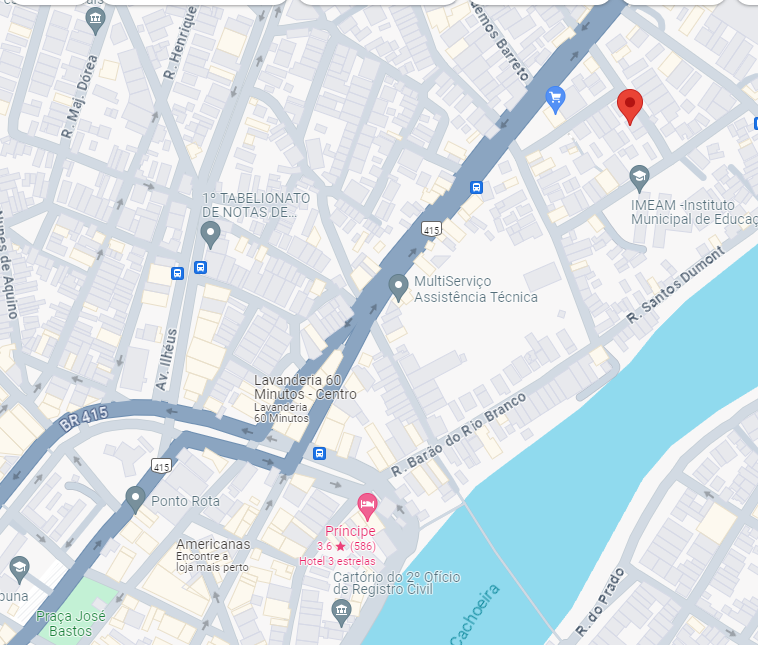 R. Maj. Dórea
R. Henrique
demos Barreto
1º TABELIONATO
DE NOTAS DE...
IMEAM -Instituto
Municipal de Educaç
415
Nunes de Aquino
MultiServiço
Assistência Técnica
R. Santos Dumont
Av. Ilhéus
Lavanderia 60
Minutos - Centro
Lavanderia
60 Minutos
BR 415
R. Barão do Rio Branco
415
Ponto Rota
Príncipe
3.6 ★ (586)
Hotel 3 estrelas
Americanas
Encontre a
loja mais perto
Cartório do 2º Ofício
de Registro Civil
buna
Praça José
Bastos
Cachoeira
R. do Prado